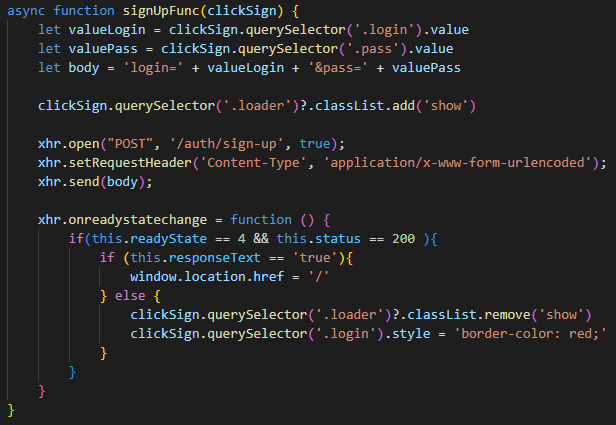 async function signUpFunc(clickSign) {
    let valueLogin = clickSign.querySelector('.login').value
    let valuePass = clickSign.querySelector('.pass').value
    let body = 'login=' + valueLogin + '&pass=' + valuePass

    clickSign.querySelector('.loader')?.classList.add('show')

    xhr.open("POST", '/auth/sign-up', true);
    xhr.setRequestHeader('Content-Type', 'application/x-www-form-urlencoded');
    xhr.send(body);

    xhr.onreadystatechange = function () {
        if(this.readyState == 4 && this.status == 200 ){
            if (this.responseText == 'true'){
                window.location.href = '/'
            } else {
                clickSign.querySelector('.loader')?.classList.remove('show')
                clickSign.querySelector('.login').style = 'border-color: red;'
            }
        }
    }
}